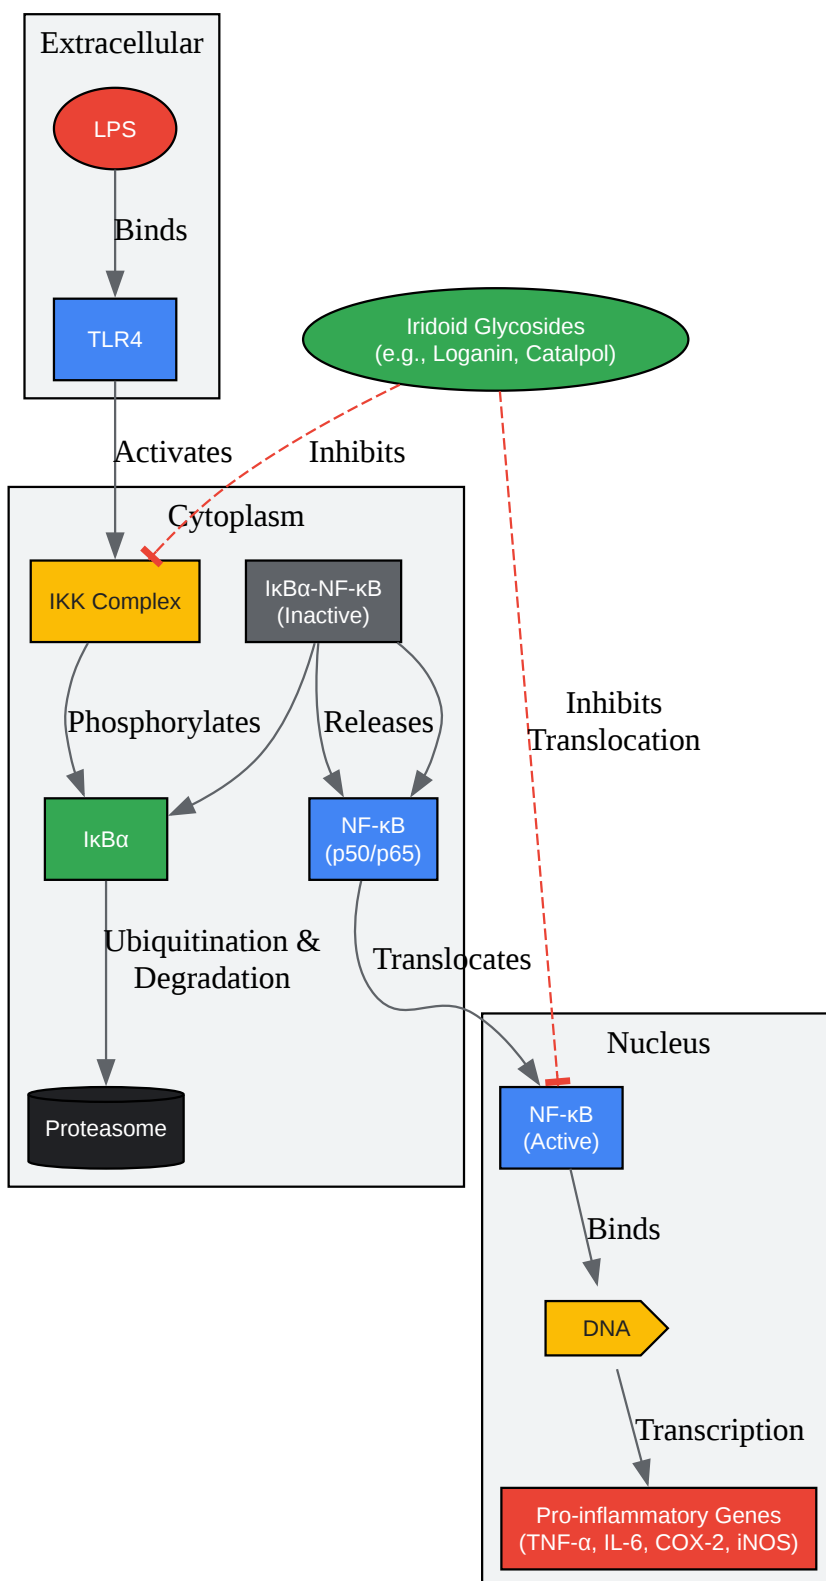 Extracellular
LPS
Binds
TLR4
Iridoid Glycosides
(e.g., Loganin, Catalpol)
Activates
Inhibits
Cytoplasm
IKK Complex
IκBα-NF-κB
(Inactive)
Phosphorylates
Releases
Inhibits
Translocation
IκBα
NF-κB
(p50/p65)
Ubiquitination &
Degradation
Translocates
Nucleus
Proteasome
NF-κB
(Active)
Binds
DNA
Transcription
Pro-inflammatory Genes
(TNF-α, IL-6, COX-2, iNOS)